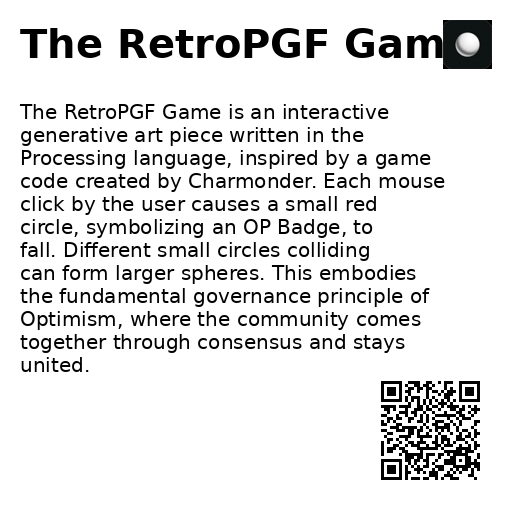 The RetroPGF Gam
The RetroPGF Game is an interactive
generative art piece written in the
Processing language, inspired by a game
code created by Charmonder. Each mouse
click by the user causes a small red
circle, symbolizing an OP Badge, to
fall. Different small circles colliding
can form larger spheres. This embodies
the fundamental governance principle of
Optimism, where the community comes
together through consensus and stays
united.